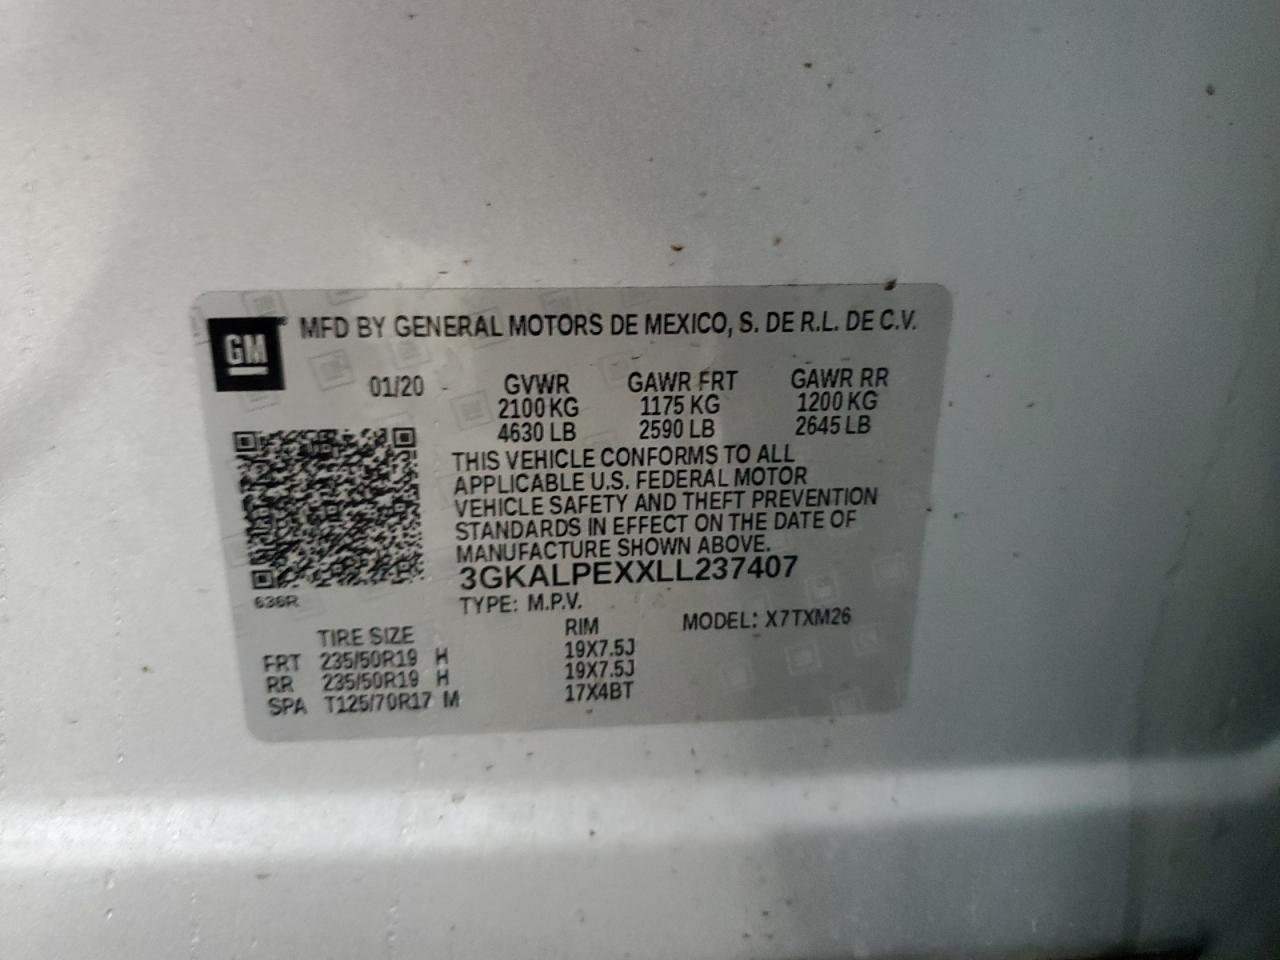 GM ® MFD BY GENERAL MOTORS DE MEXICO, S. DE R.L. DE C.V.
01/20 GVWR GAWR FRT GAWR RR
2100 KG 1175 KG 1200 KG
4630 LB 2590 LB 2645 LB
THIS VEHICLE CONFORMS TO ALL
APPLICABLE U.S. FEDERAL MOTOR
VEHICLE SAFETY AND THEFT PREVENTION
STANDARDS IN EFFECT ON THE DATE OF
MANUFACTURE SHOWN ABOVE.
3GKALPEXXLL237407
636R
TYPE: M.P.V. MODEL: X7TXM26
TIRE SIZE RIM
FRT 235/50R19 H 19X7.5J
RR 235/50R19 H 19X7.5J
SPA T125/70R17 M 17X4BT